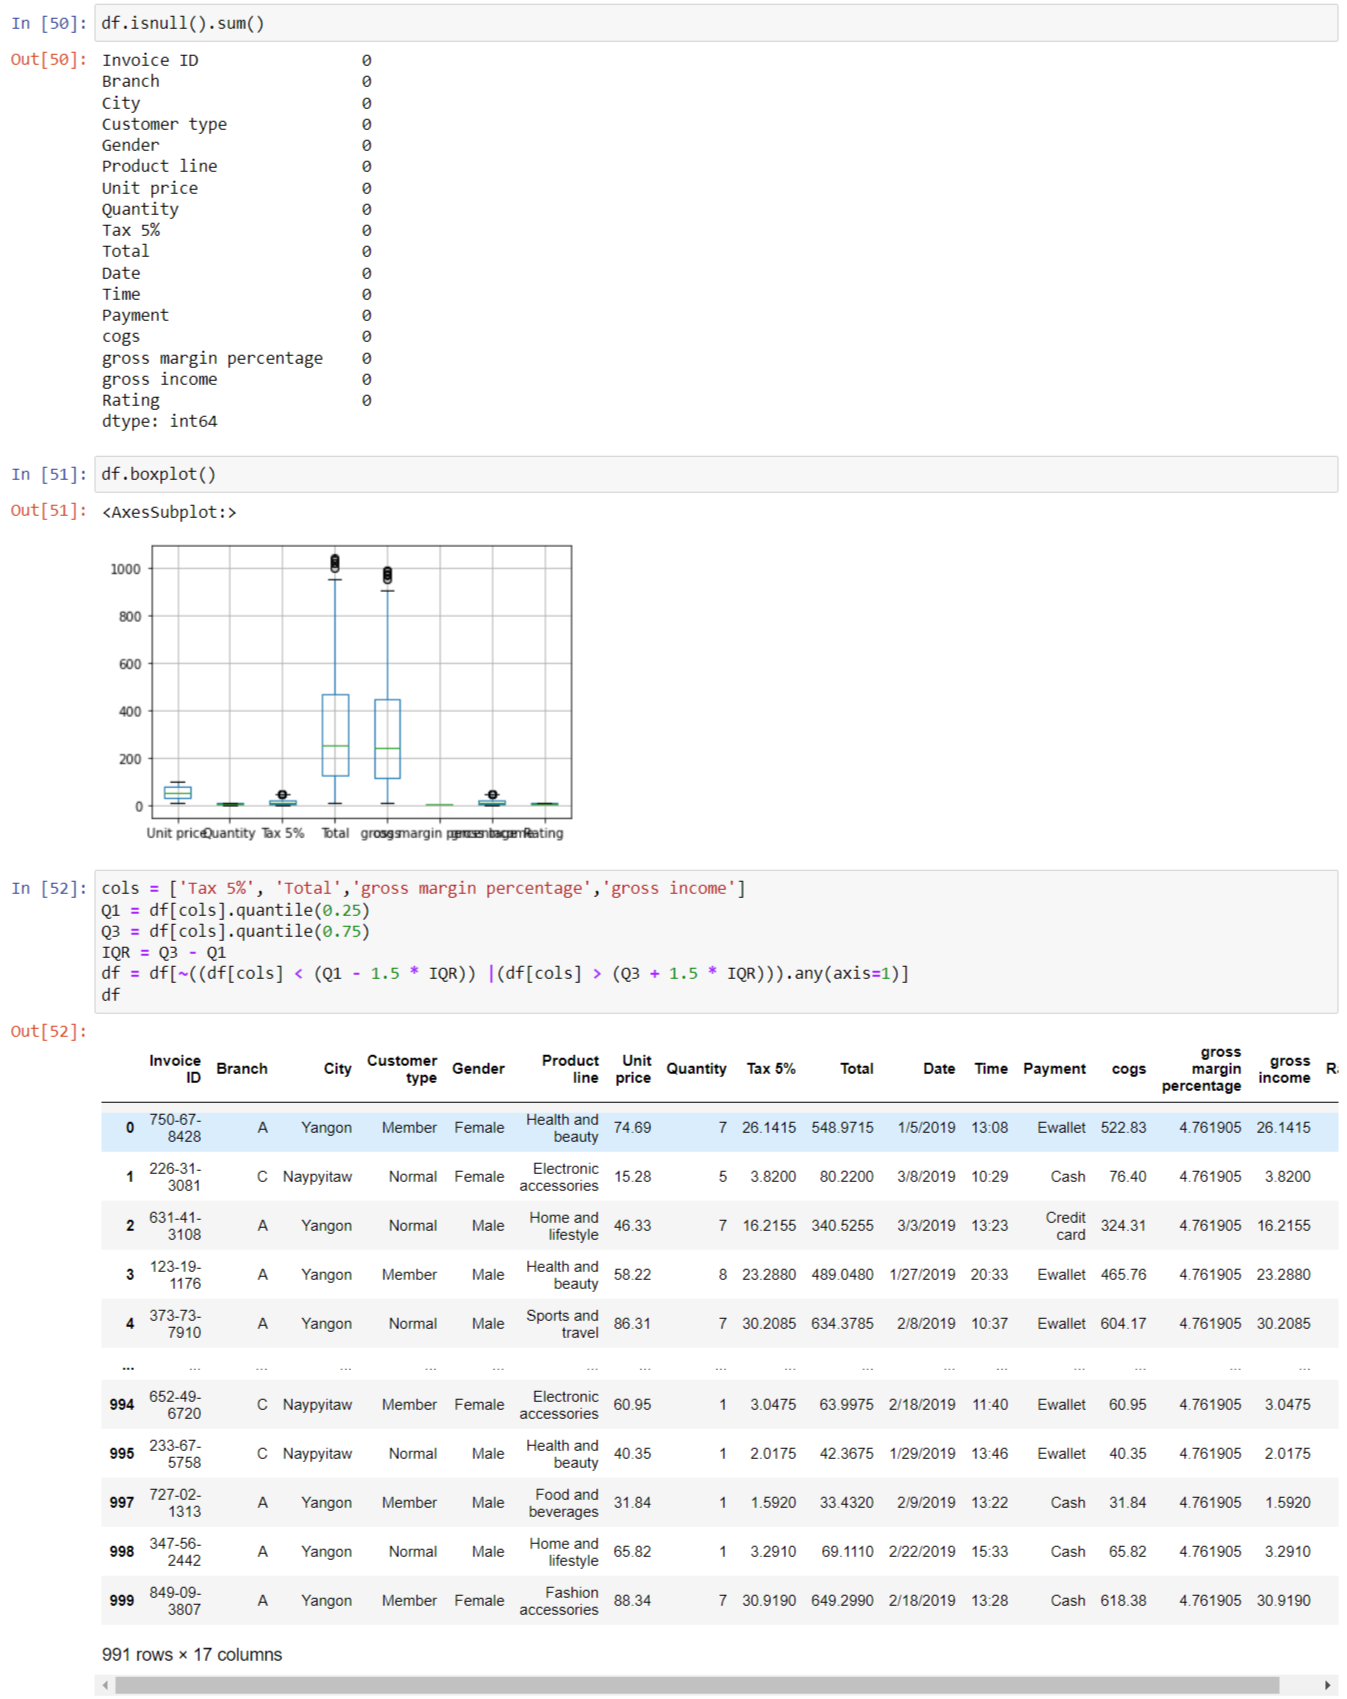 In [50]: df.isnull().sum()
Out[50]: Invoice ID 0
Branch 0
City 0
Customer type 0
Gender 0
Product line 0
Unit price 0
Quantity 0
Tax 5% 0
Total 0
Date 0
Time 0
Payment 0
cogs 0
gross margin percentage 0
gross income 0
Rating 0
dtype: int64
In [51]: df.boxplot()
Out[51]: <AxesSubplot:>
1000
800
600
400
200
0
Unit price Quantity Tax 5% Total gross margin Rating
In [52]: cols = ['Tax 5%', 'Total','gross margin percentage','gross income']
Q1 = df[cols].quantile(0.25)
Q3 = df[cols].quantile(0.75)
IQR = Q3 - Q1
df = df[~((df[cols] < (Q1 - 1.5 * IQR)) |(df[cols] > (Q3 + 1.5 * IQR))).any(axis=1)]
df
Out[52]:
Invoice ID Branch City Customer type Gender Product line Unit price Quantity Tax 5% Total Date Time Payment cogs gross margin percentage gross income
0 750-67-8428 A Yangon Member Female Health and beauty 74.69 7 26.1415 548.9715 1/5/2019 13:08 Ewallet 522.83 4.761905 26.1415
1 226-31-3081 C Naypyitaw Normal Female Electronic accessories 15.28 5 3.8200 80.2200 3/8/2019 10:29 Cash 76.40 4.761905 3.8200
2 631-41-3108 A Yangon Normal Male Home and lifestyle 46.33 7 16.2155 340.5255 3/3/2019 13:23 Credit card 324.31 4.761905 16.2155
3 123-19-1176 A Yangon Member Male Health and beauty 58.22 8 23.2880 489.0480 1/27/2019 20:33 Ewallet 465.76 4.761905 23.2880
4 373-73-7910 A Yangon Normal Male Sports and travel 86.31 7 30.2085 634.3785 2/8/2019 10:37 Ewallet 604.17 4.761905 30.2085
... ... ... ... ... ... ... ... ... ... ... ... ... ... ... ... ...
994 652-49-6720 C Naypyitaw Member Female Electronic accessories 60.95 1 3.0475 63.9975 2/18/2019 11:40 Ewallet 60.95 4.761905 3.0475
995 233-67-5758 C Naypyitaw Normal Male Health and beauty 40.35 1 2.0175 42.3675 1/29/2019 13:46 Ewallet 40.35 4.761905 2.0175
997 727-02-1313 A Yangon Member Male Food and beverages 31.84 1 1.5920 33.4320 2/9/2019 13:22 Cash 31.84 4.761905 1.5920
998 347-56-2442 A Yangon Normal Male Home and lifestyle 65.82 1 3.2910 69.1110 2/22/2019 15:33 Cash 65.82 4.761905 3.2910
999 849-09-3807 A Yangon Member Female Fashion accessories 88.34 7 30.9190 649.2990 2/18/2019 13:28 Cash 618.38 4.761905 30.9190
991 rows × 17 columns